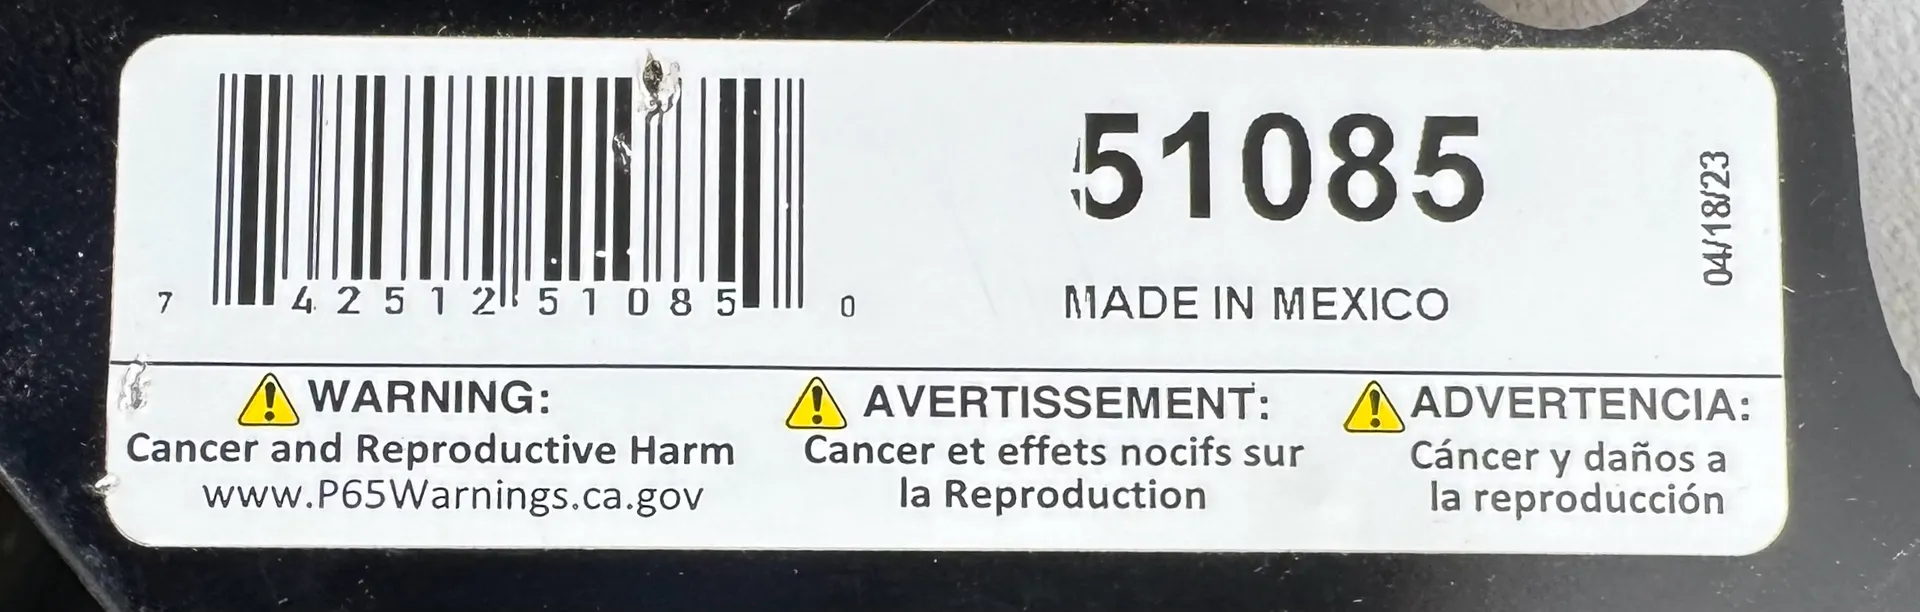 51085
04/18/23
7 42512 51085 0
MADE IN MEXICO
WARNING:
Cancer and Reproductive Harm
www.P65Warnings.ca.gov
AVERTISSEMENT:
Cancer et effets nocifs sur
la Reproduction
ADVERTENCIA:
Cáncer y daños a
la reproducción